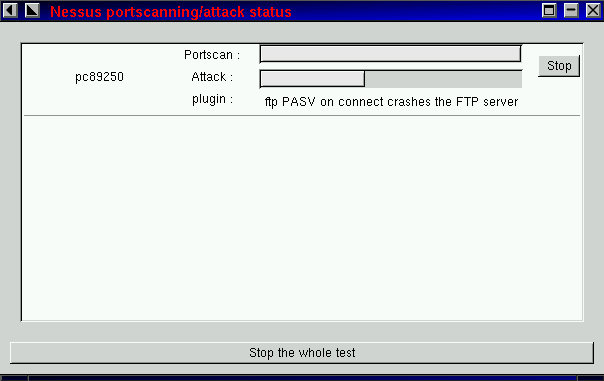 Nessus portscanning/attack status
Portscan :
pc89250 Attack : Stop
plugin : ftp PASV on connect crashes the FTP server
Stop the whole test